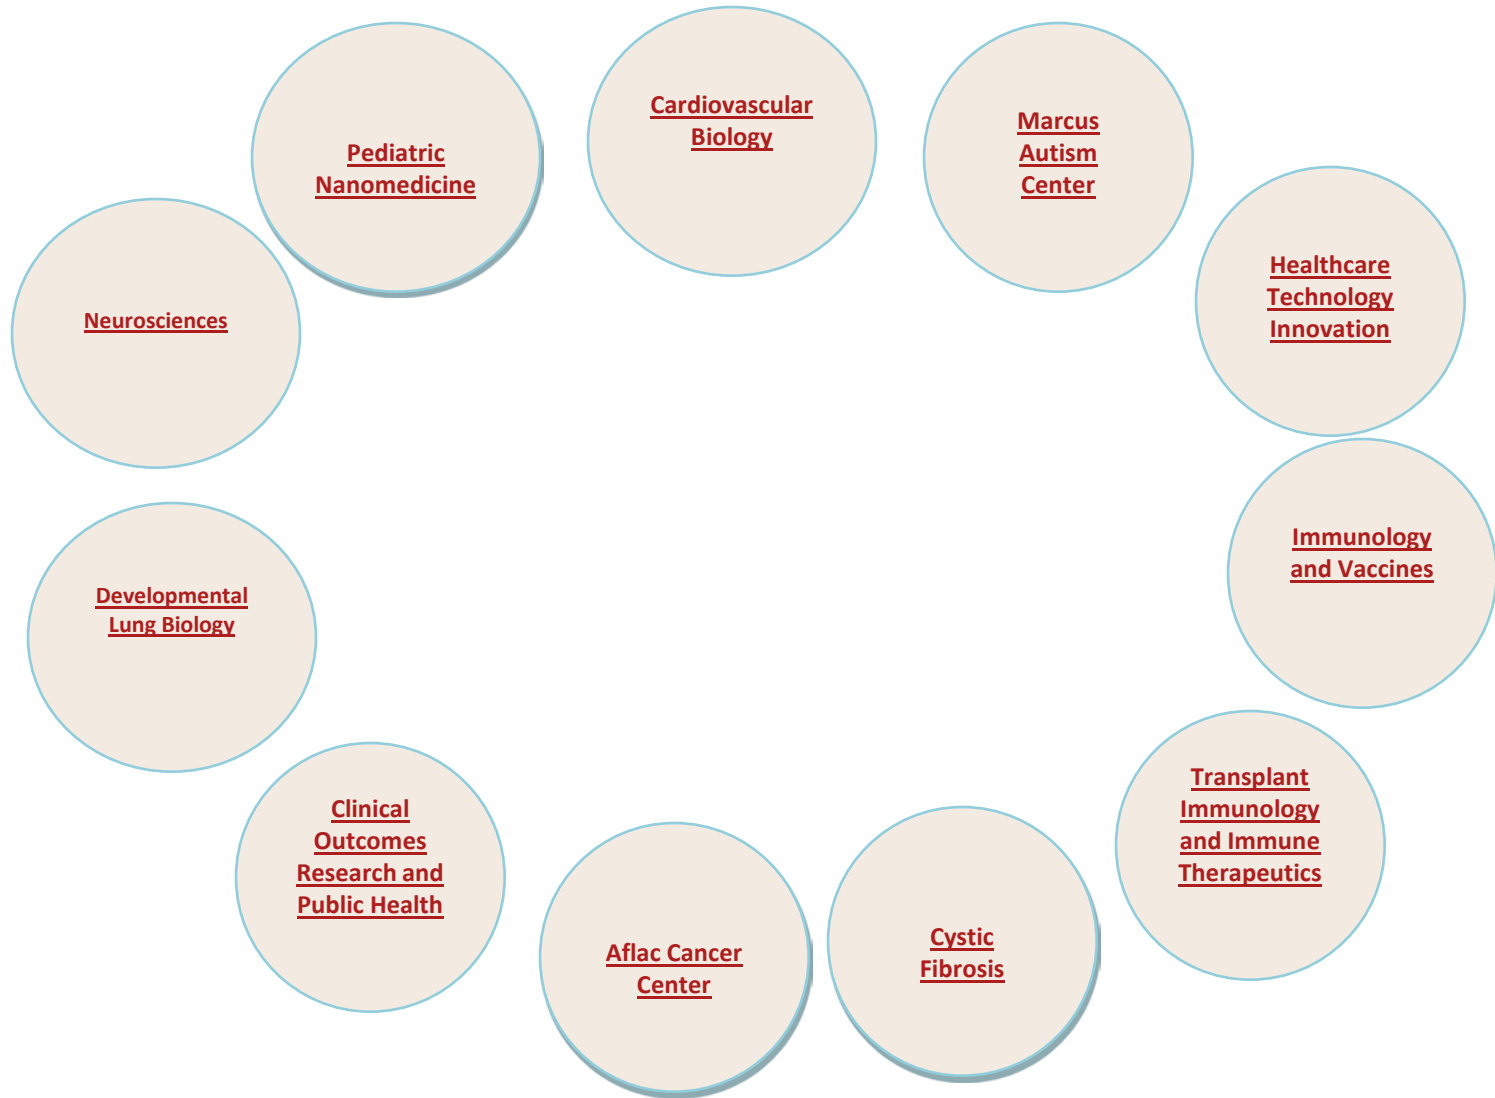 Cardiovascular
Biology
Marcus
Autism
Center
Pediatric
Nanomedicine
Healthcare
Technology
Innovation
Neurosciences
Immunology
and Vaccines
Developmental
Lung Biology
Transplant
Immunology
and Immune
Therapeutics
Clinical
Outcomes
Research and
Public Health
Cystic
Fibrosis
Aflac Cancer
Center